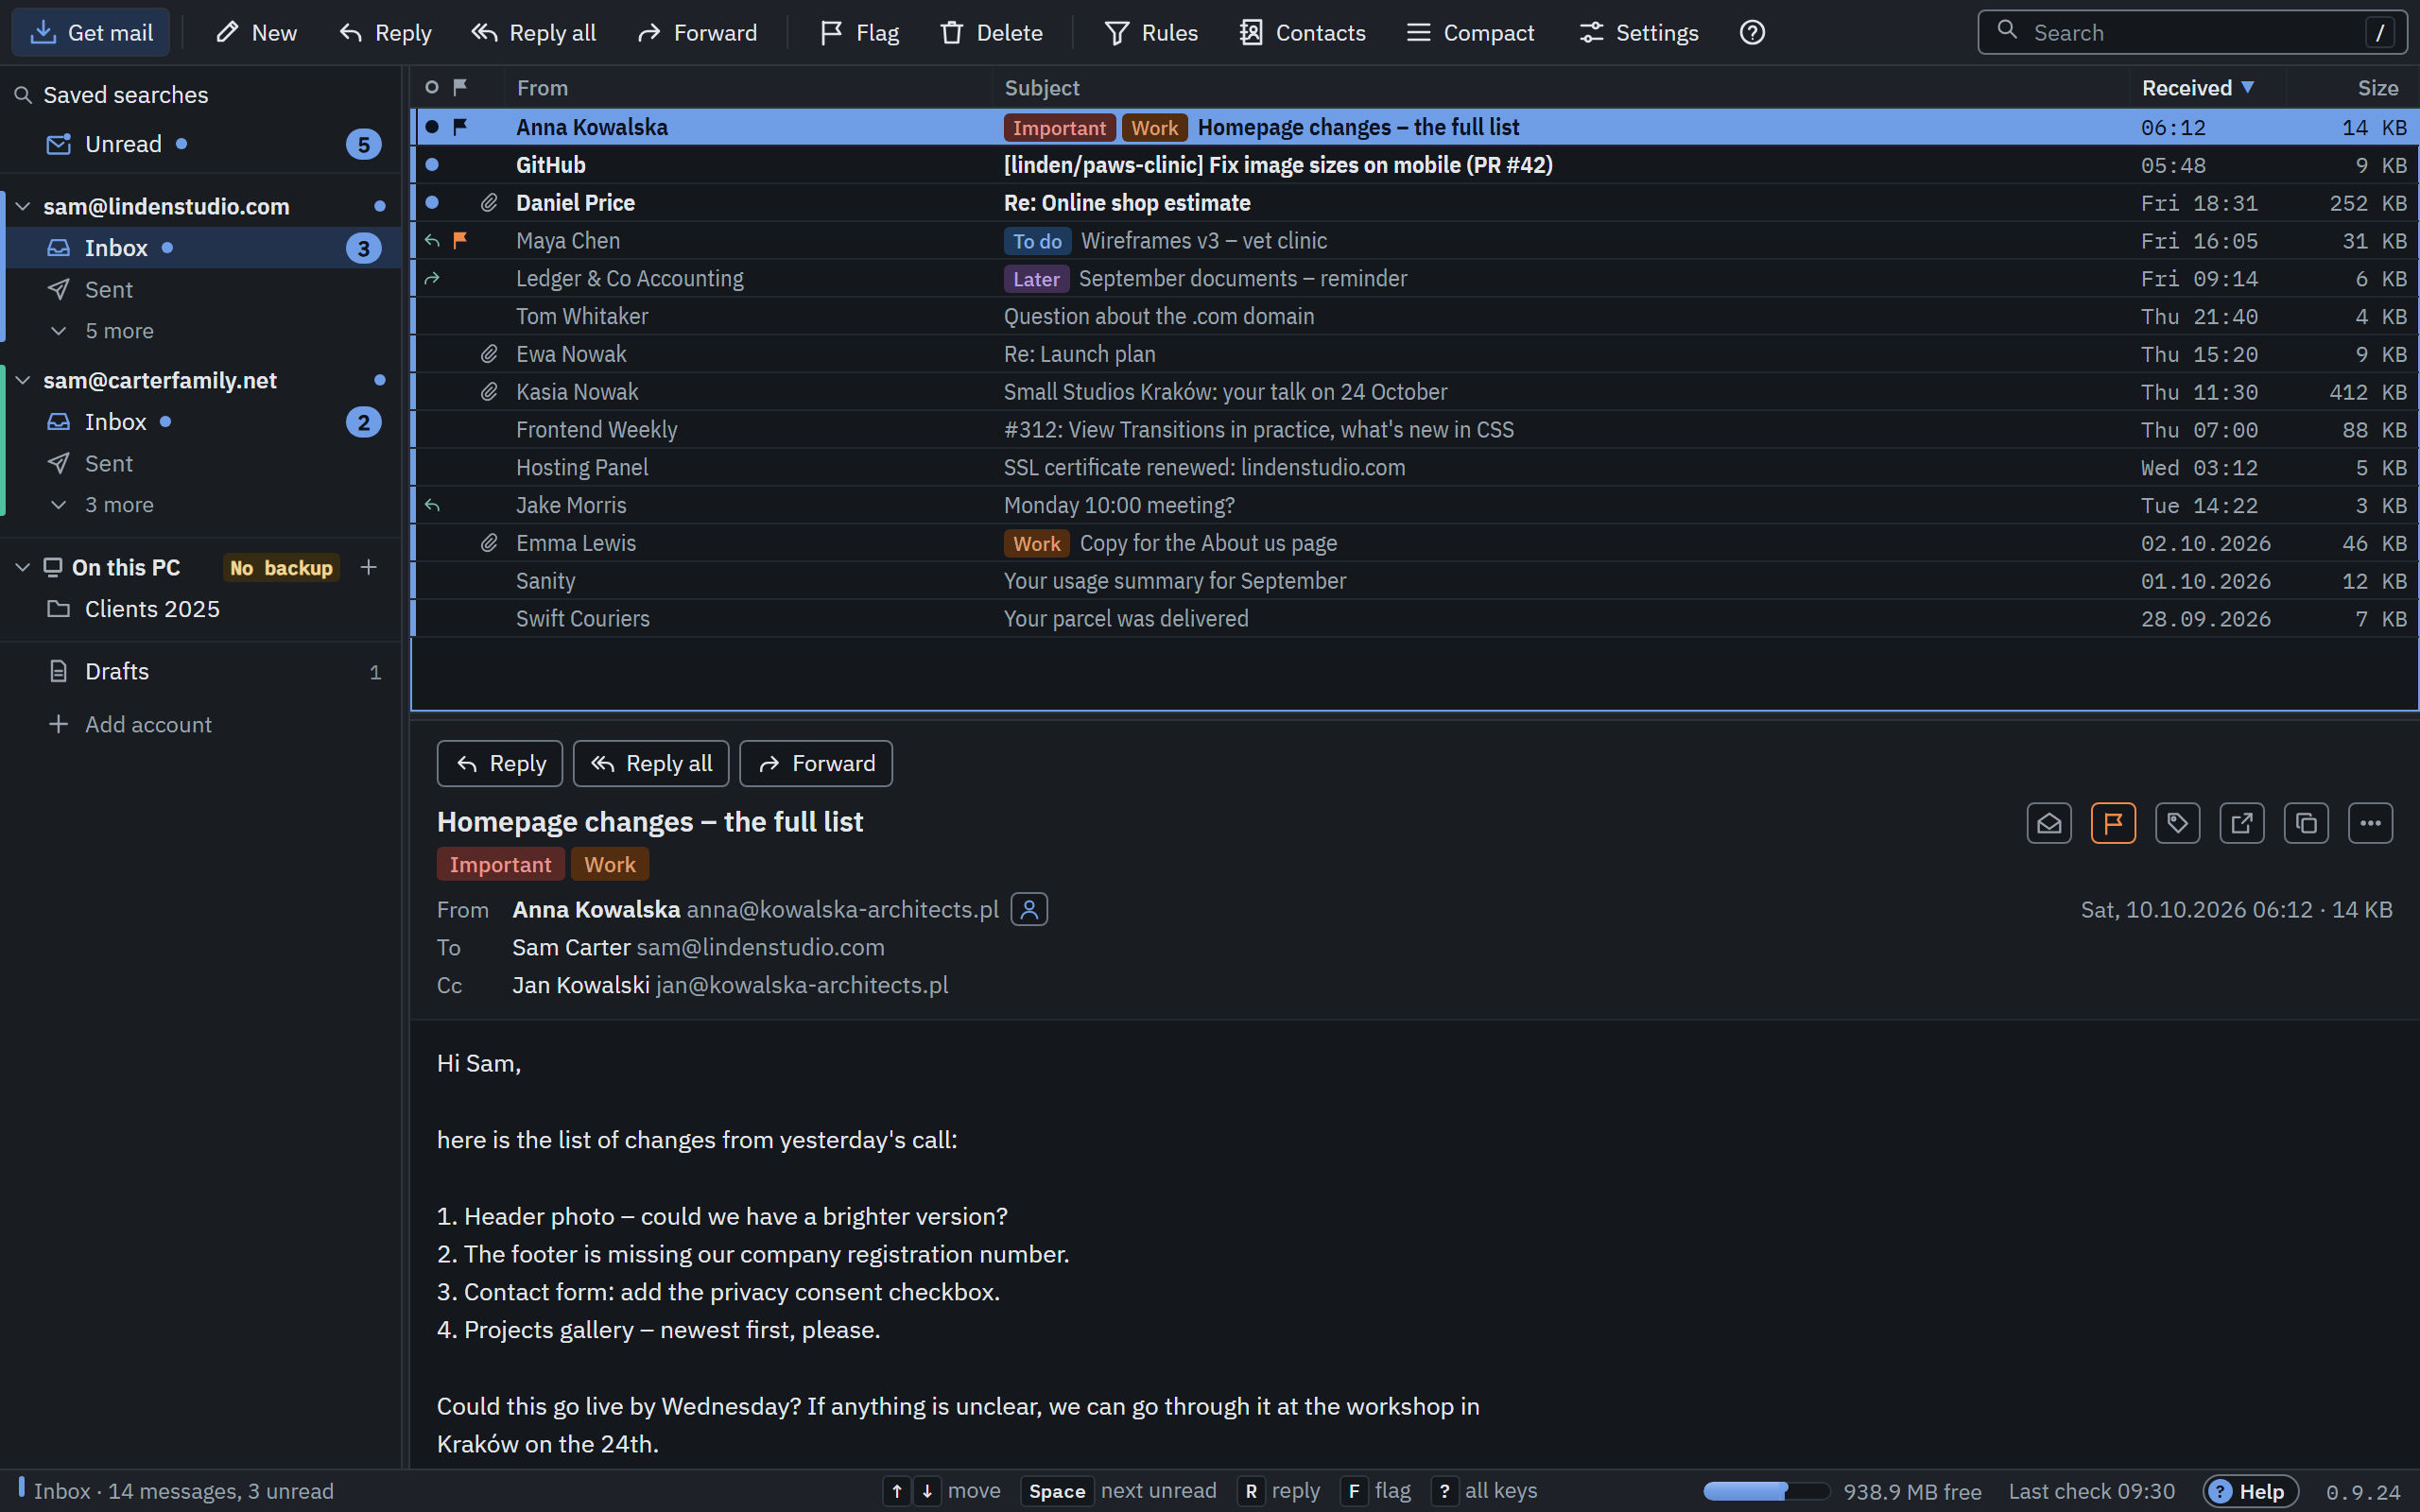 Get mail New Reply Reply all Forward Flag Delete Rules Contacts Compact Settings Search /
Saved searches
Unread 5
sam@lindenstudio.com
Inbox 3
Sent
5 more
sam@carterfamily.net
Inbox 2
Sent
3 more
On this PC No backup
Clients 2025
Drafts 1
Add account
From Subject Received Size
Anna Kowalska Important Work Homepage changes – the full list 06:12 14 KB
GitHub [linden/paws-clinic] Fix image sizes on mobile (PR #42) 05:48 9 KB
Daniel Price Re: Online shop estimate Fri 18:31 252 KB
Maya Chen To do Wireframes v3 – vet clinic Fri 16:05 31 KB
Ledger & Co Accounting Later September documents – reminder Fri 09:14 6 KB
Tom Whitaker Question about the .com domain Thu 21:40 4 KB
Ewa Nowak Re: Launch plan Thu 15:20 9 KB
Kasia Nowak Small Studios Kraków: your talk on 24 October Thu 11:30 412 KB
Frontend Weekly #312: View Transitions in practice, what's new in CSS Thu 07:00 88 KB
Hosting Panel SSL certificate renewed: lindenstudio.com Wed 03:12 5 KB
Jake Morris Monday 10:00 meeting? Tue 14:22 3 KB
Emma Lewis Work Copy for the About us page 02.10.2026 46 KB
Sanity Your usage summary for September 01.10.2026 12 KB
Swift Couriers Your parcel was delivered 28.09.2026 7 KB
Reply Reply all Forward
Homepage changes – the full list
Important Work
From Anna Kowalska anna@kowalska-architects.pl Sat, 10.10.2026 06:12 · 14 KB
To Sam Carter sam@lindenstudio.com
Cc Jan Kowalski jan@kowalska-architects.pl
Hi Sam,
here is the list of changes from yesterday's call:
1. Header photo – could we have a brighter version?
2. The footer is missing our company registration number.
3. Contact form: add the privacy consent checkbox.
4. Projects gallery – newest first, please.
Could this go live by Wednesday? If anything is unclear, we can go through it at the workshop in
Kraków on the 24th.
Inbox · 14 messages, 3 unread ↑ ↓ move Space next unread R reply F flag ? all keys 938.9 MB free Last check 09:30 ? Help 0.9.24